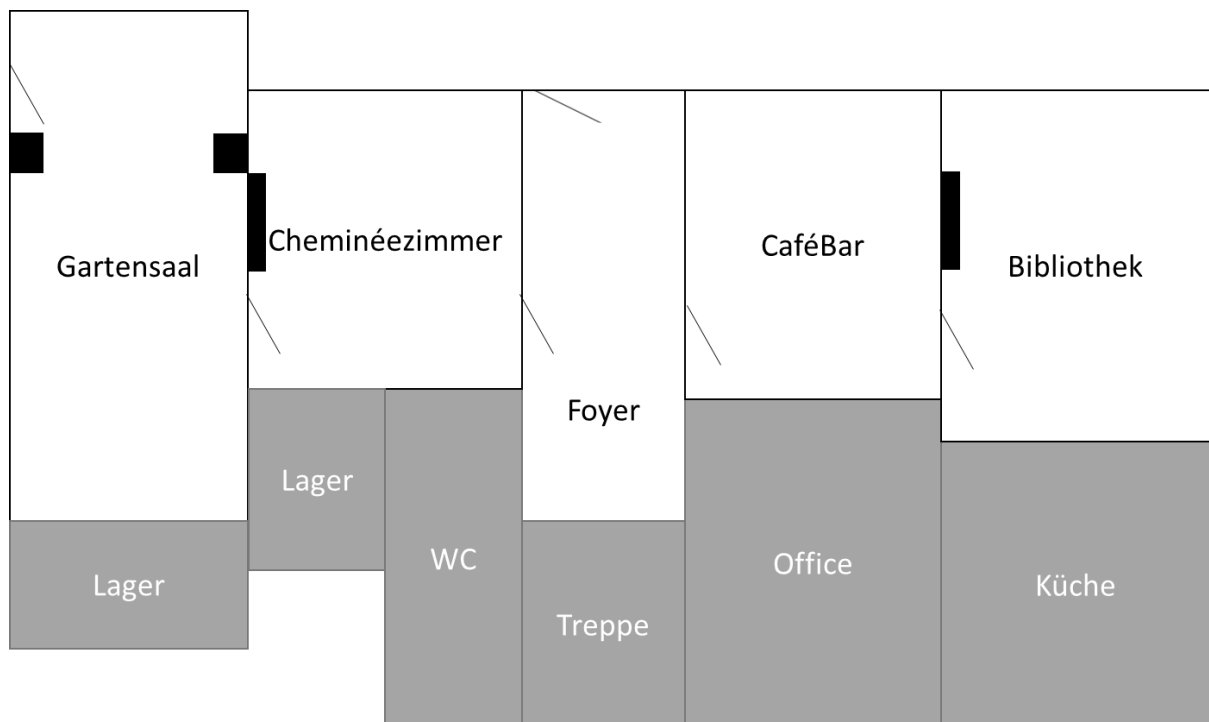 Gartensaal
Cheminéezimmer
Foyer
CaféBar
Bibliothek
Lager
Lager
WC
Treppe
Office
Küche